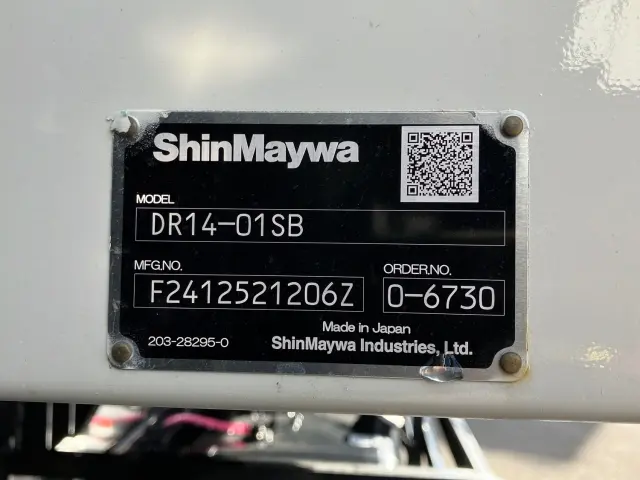 ShinMaywa
MODEL
DR14-01SB
MFG.NO. ORDER.NO.
F2412521206Z 0-6730
Made in Japan
203-28295-0 ShinMaywa Industries, Ltd.